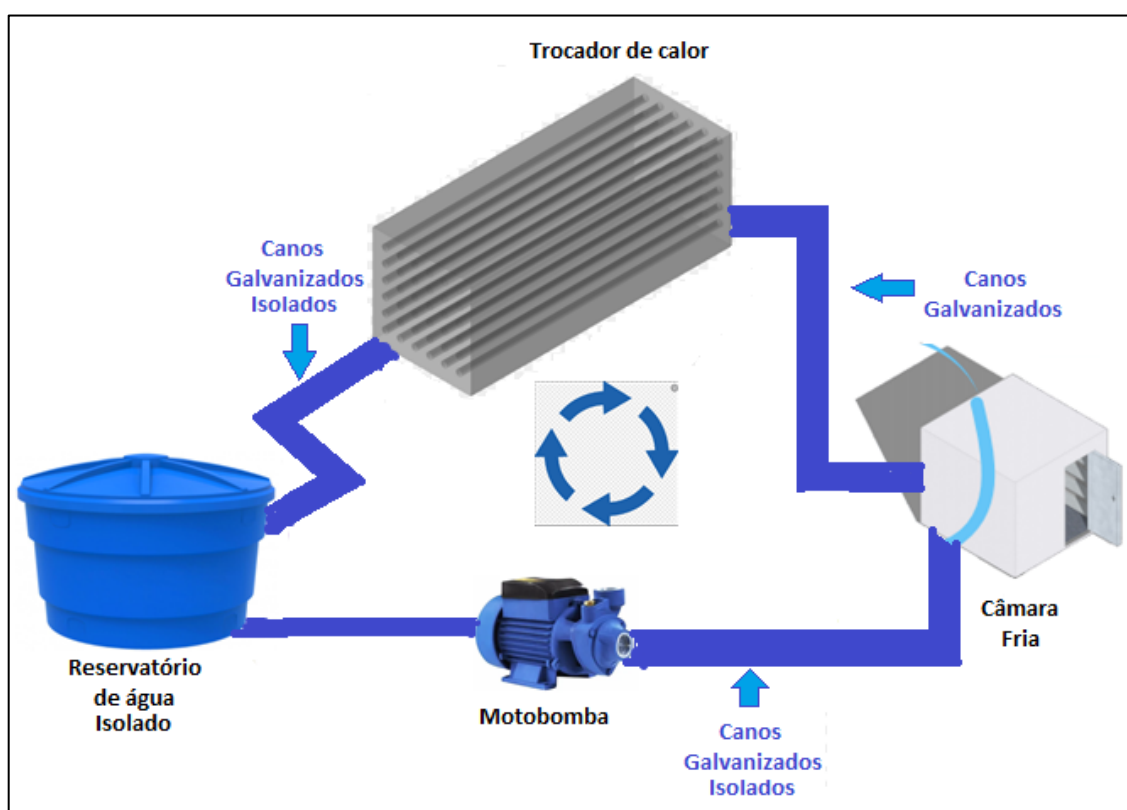 Trocador de calor
Canos
Galvanizados
Isolados
Canos
Galvanizados
Reservatório
de água
Isolado
Motobomba
Câmara
Fria
Canos
Galvanizados
Isolados